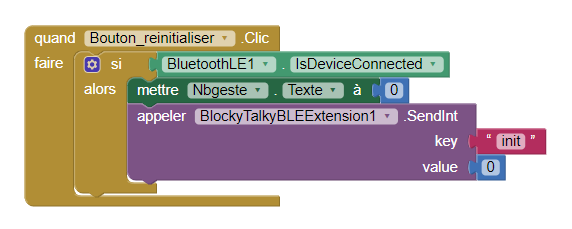 quand Bouton_reinitialiser .Clic
faire si BluetoothLE1 . IsDeviceConnected
alors mettre Nbgeste . Texte à 0
appeler BlockyTalkyBLEExtension1 .SendInt
key " init "
value 0